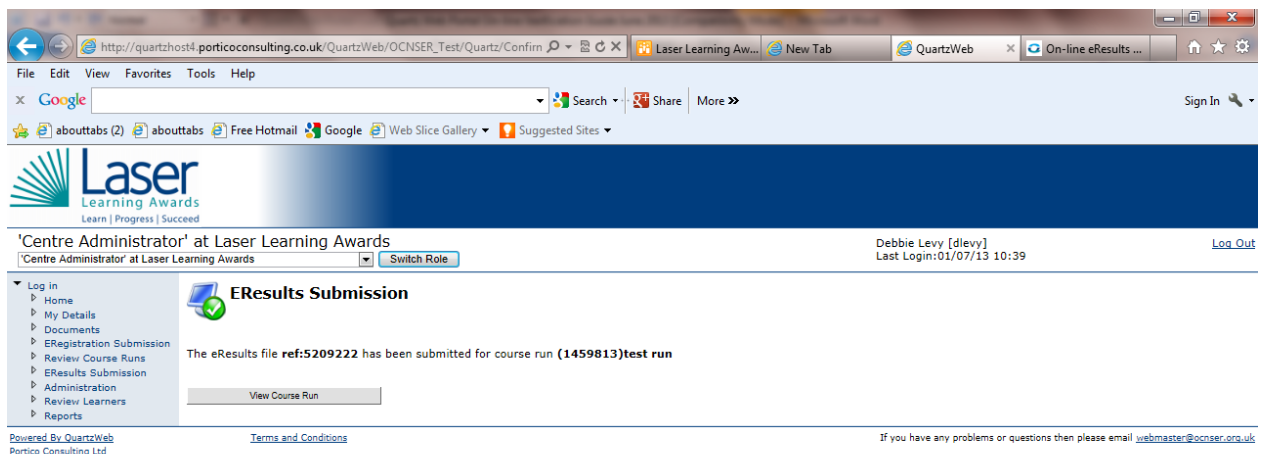 http://quartzhost4.porticoconsulting.co.uk/QuartzWeb/OCNSER_Test/Quartz/Confirn
Laser Learning Aw...
New Tab
QuartzWeb
On-line eResults ...
File Edit View Favorites Tools Help
x Google Search Share More »
Sign In
abouttabs (2) abouttabs Free Hotmail Google Web Slice Gallery Suggested Sites
Laser
Learning Awards
Learn | Progress | Succeed
'Centre Administrator' at Laser Learning Awards
Debbie Levy [dlevy]
Log Out
'Centre Administrator' at Laser Learning Awards
Switch Role
Last Login:01/07/13 10:39
Log in
Home
My Details
Documents
ERegistration Submission
Review Course Runs
EResults Submission
Administration
Review Learners
Reports
EResults Submission
The eResults file ref:5209222 has been submitted for course run (1459813)test run
View Course Run
Powered By QuartzWeb
Portico Consulting Ltd
Terms and Conditions
If you have any problems or questions then please email webmaster@ocnser.org.uk